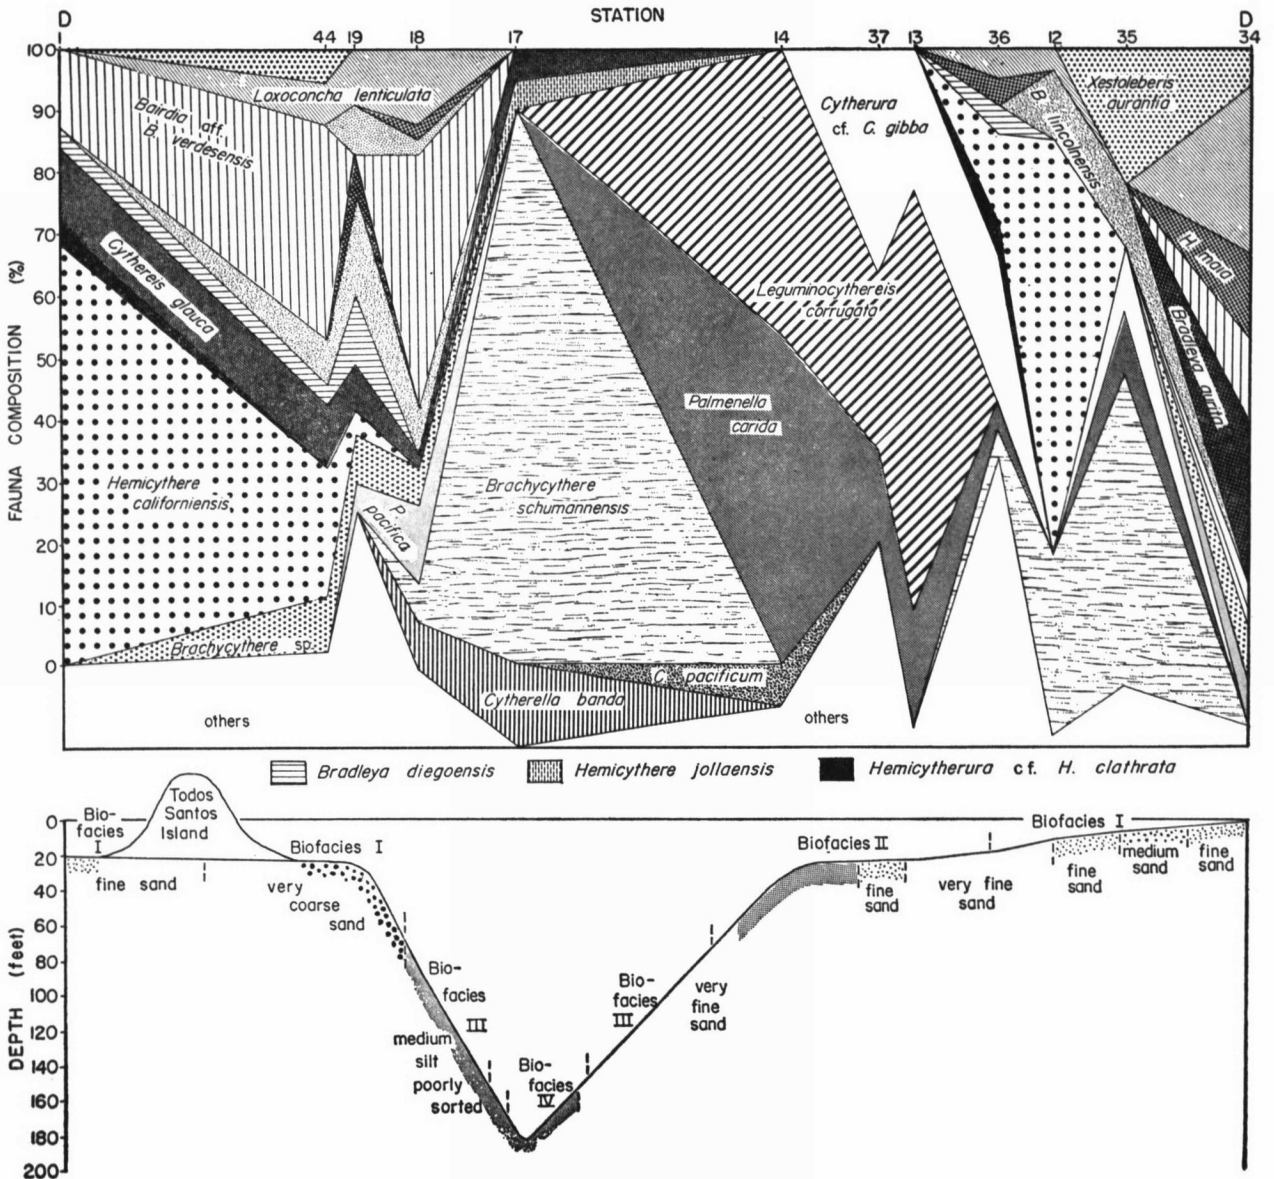 STATION
D 44 19 18 17 14 37 13 36 12 35 D 34
FAUNA COMPOSITION (%)
100
90
80
70
60
50
40
30
20
10
0
Loxoconcha lenticulata
Bairdia aff.
B. verdesensis
Cythereis glauca
Hemicythere
californiensis
Brachycythere sp.
P.
pacifica
Brachycythere
schumannensis
Cytherella banda
C. pacificum
Palmenella
carida
Leguminocythereis
corrugata
Cytherura
cf. C. gibba
B. lincolnensis
Xestoleberis
aurantia
H. maia
Bradleya aurita
others
others
Bradleya diegoensis
Hemicythere jollaensis
Hemicytherura cf. H. clathrata
DEPTH (feet)
0
20
40
60
80
100
120
140
160
180
200
Bio-
facies
I
Todos
Santos
Island
fine sand
Biofacies I
very
coarse
sand
Bio-
facies
III
medium
silt
poorly
sorted
Bio-
facies
IV
Bio-
facies
III
very
fine
sand
Biofacies II
fine
sand
very fine
sand
Biofacies I
fine
sand
medium
sand
fine
sand